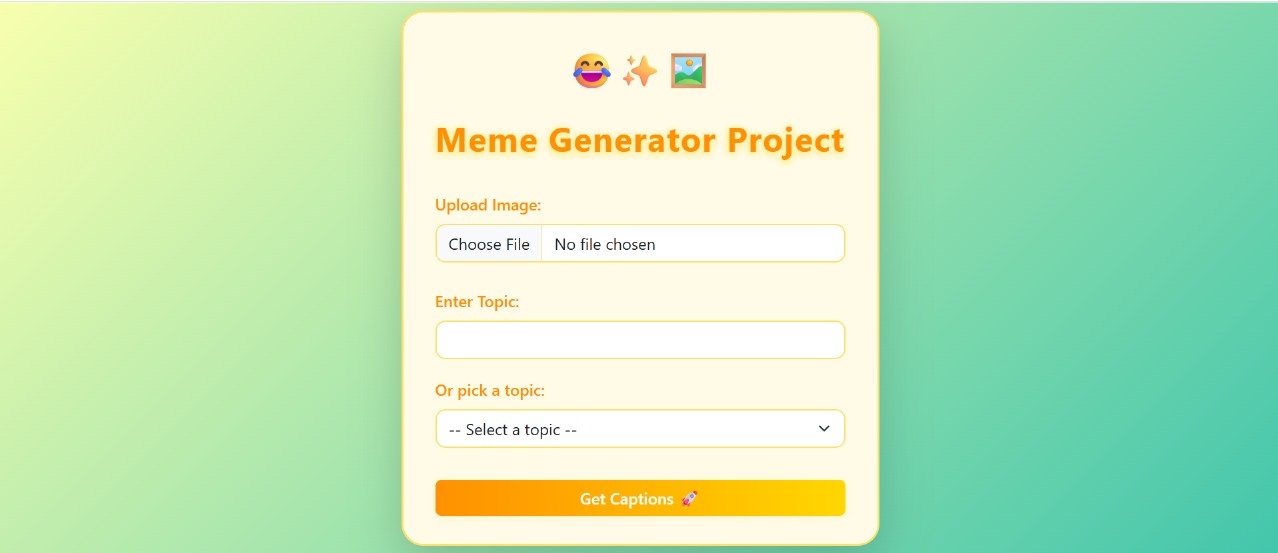 Meme Generator Project
Upload Image:
Choose File No file chosen
Enter Topic:
Or pick a topic:
-- Select a topic --
Get Captions 🚀